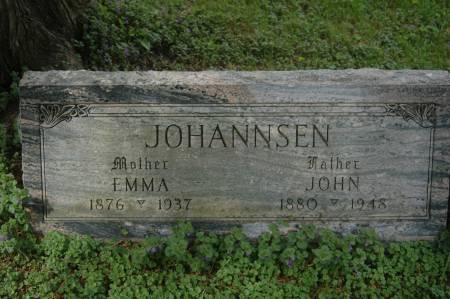 JOHANNSEN
Mother Father
EMMA JOHN
1876 1937 1880 1948